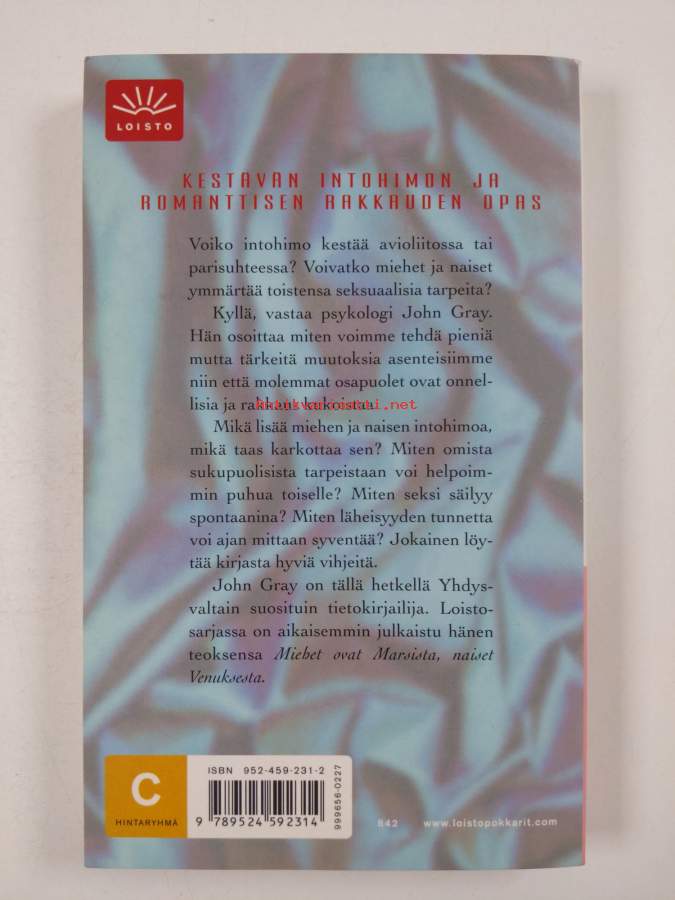 LOISTO
KESTÄVÄN INTOHIMON JA
ROMANTTISEN RAKKAUDEN OPAS
Voiko intohimo kestää avioliitossa tai
parisuhteessa? Voivatko miehet ja naiset
ymmärtää toistensa seksuaalisia tarpeita?
Kyllä, vastaa psykologi John Gray.
Hän osoittaa miten voimme tehdä pieniä
mutta tärkeitä muutoksia asenteisiimme
niin että molemmat osapuolet ovat onnel-
lisia ja rakkaus kukoistaa.
antikvariaatti.net
Mikä lisää miehen ja naisen intohimoa,
mikä taas karkottaa sen? Miten omista
sukupuolisista tarpeistaan voi helpoim-
min puhua toiselle? Miten seksi säilyy
spontaanina? Miten läheisyyden tunnetta
voi ajan mittaan syventää? Jokainen löy-
tää kirjasta hyviä vihjeitä.
John Gray on tällä hetkellä Yhdys-
valtain suosituin tietokirjailija. Loisto-
sarjassa on aikaisemmin julkaistu hänen
teoksensa Miehet ovat Marsista, naiset
Venuksesta.
C
HINTARYHMÄ
ISBN 952-459-231-2
9 789524 592314
999656-0227
842 www.loistopokkarit.com